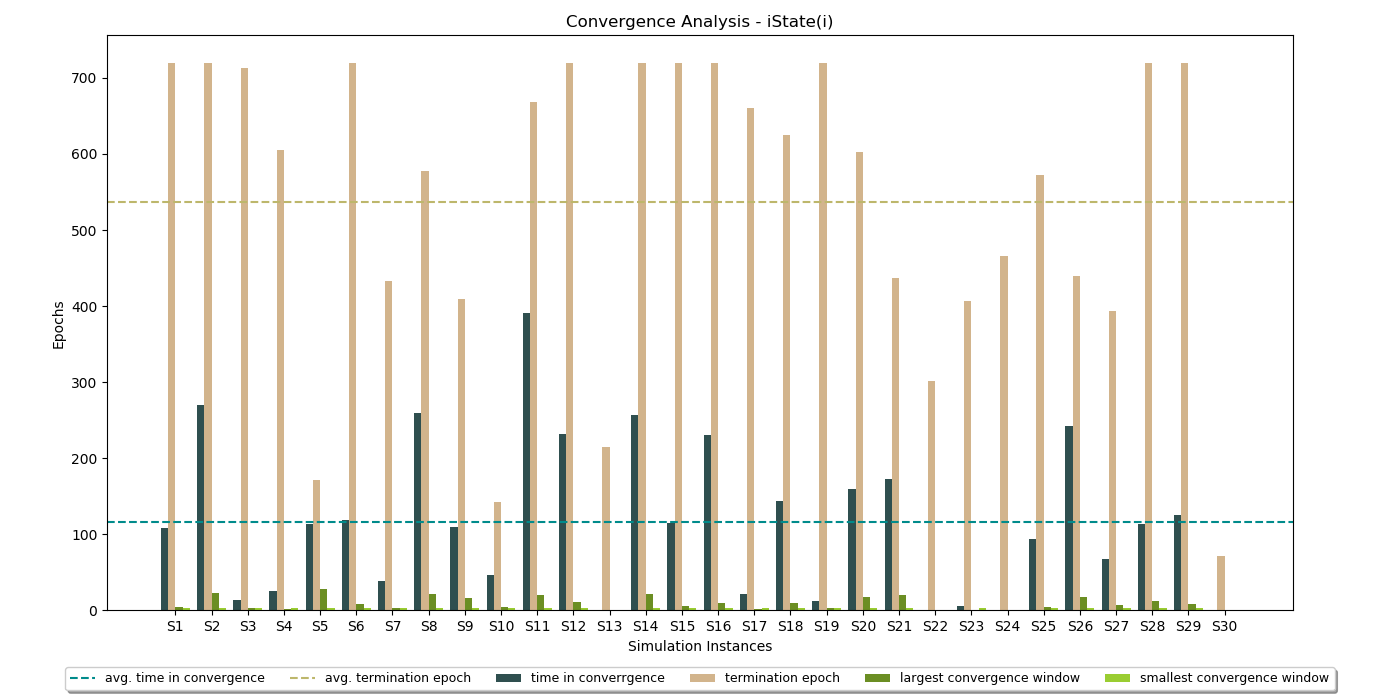 Convergence Analysis - iState(i)
700
600
500
400
300
200
100
0
Epochs
S1 S2 S3 S4 S5 S6 S7 S8 S9 S10 S11 S12 S13 S14 S15 S16 S17 S18 S19 S20 S21 S22 S23 S24 S25 S26 S27 S28 S29 S30
Simulation Instances
avg. time in convergence avg. termination epoch time in converrgence termination epoch largest convergence window smallest convergence window